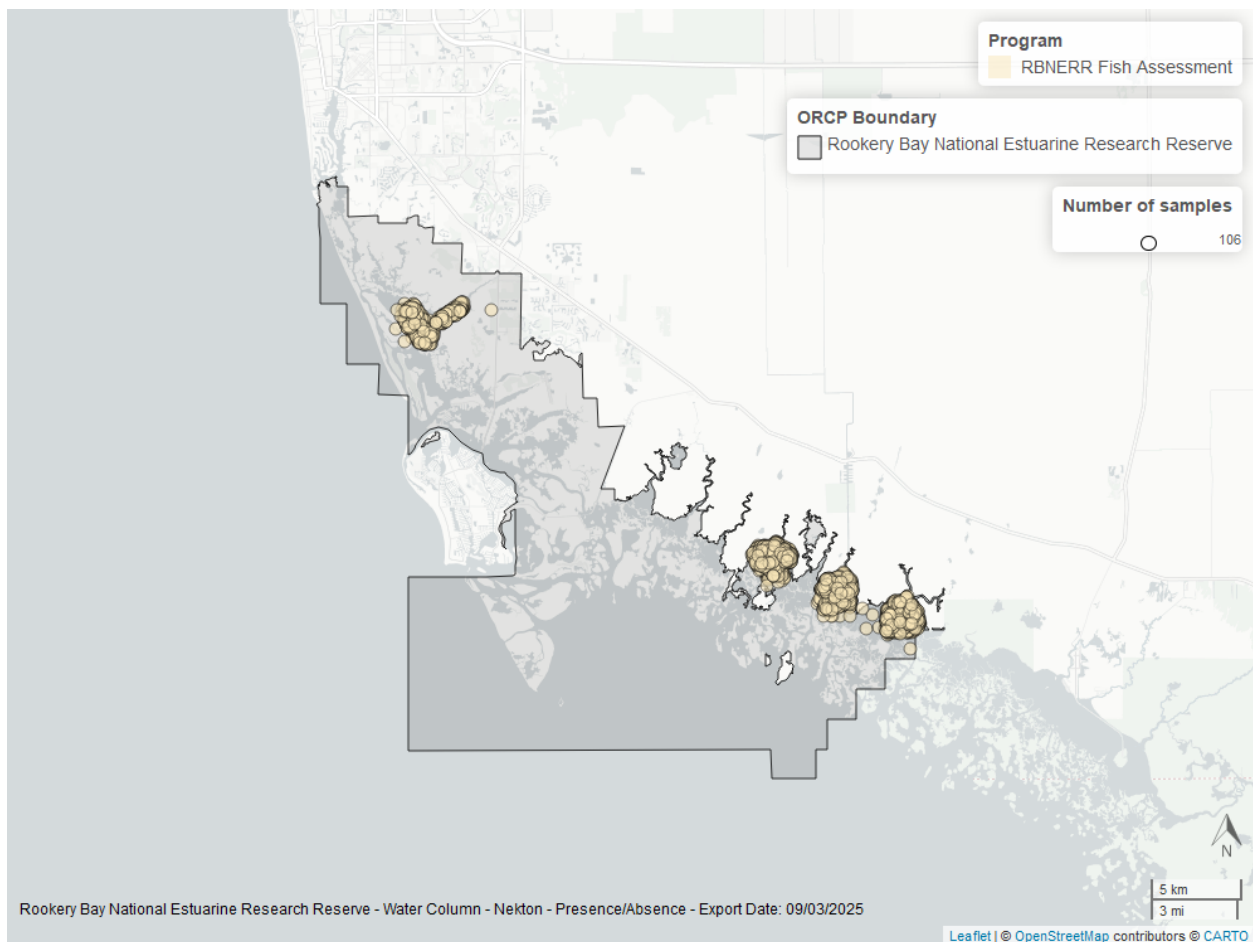 Program
RBNERR Fish Assessment
ORCP Boundary
Rookery Bay National Estuarine Research Reserve
Number of samples
106
N
5 km
3 mi
Rookery Bay National Estuarine Research Reserve - Water Column - Nekton - Presence/Absence - Export Date: 09/03/2025
Leaflet | © OpenStreetMap contributors © CARTO